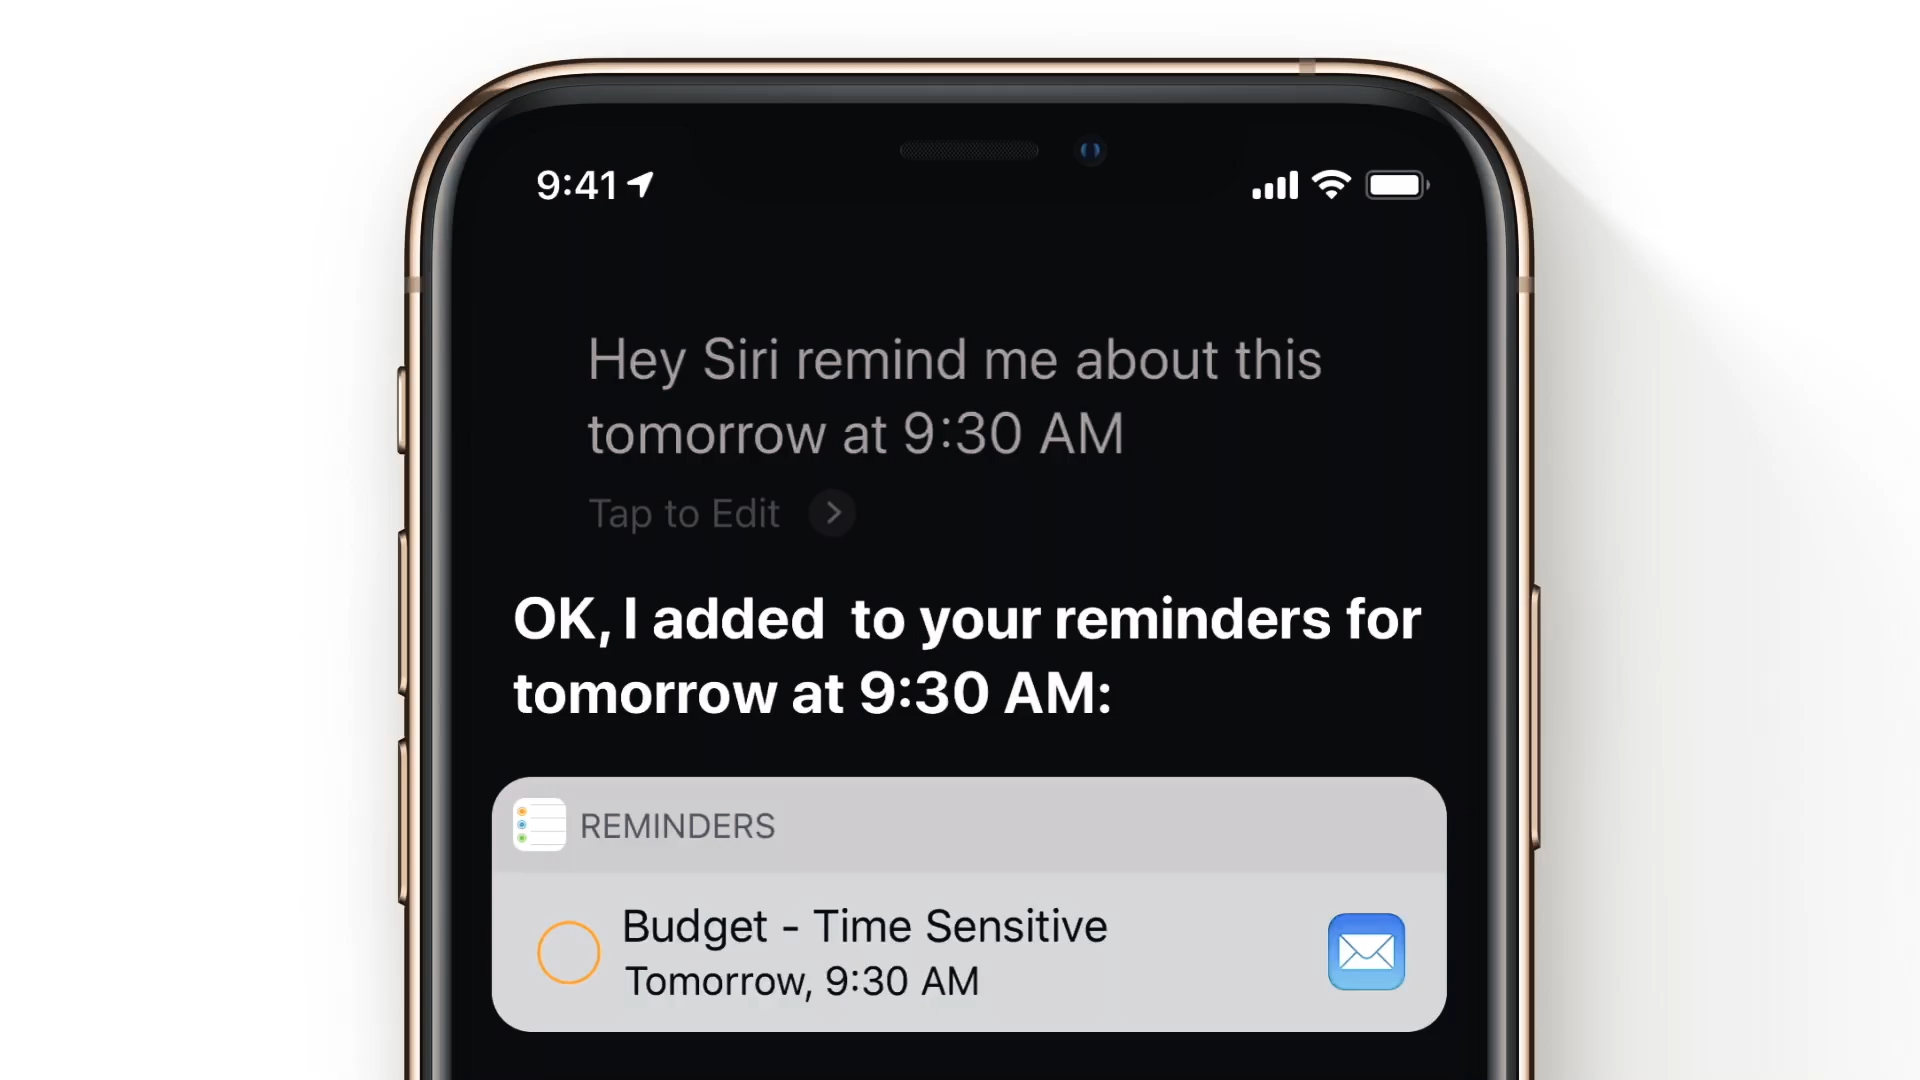 9:41
Hey Siri remind me about this
tomorrow at 9:30 AM
Tap to Edit
OK, I added  to your reminders for
tomorrow at 9:30 AM:
REMINDERS
Budget - Time Sensitive
Tomorrow, 9:30 AM